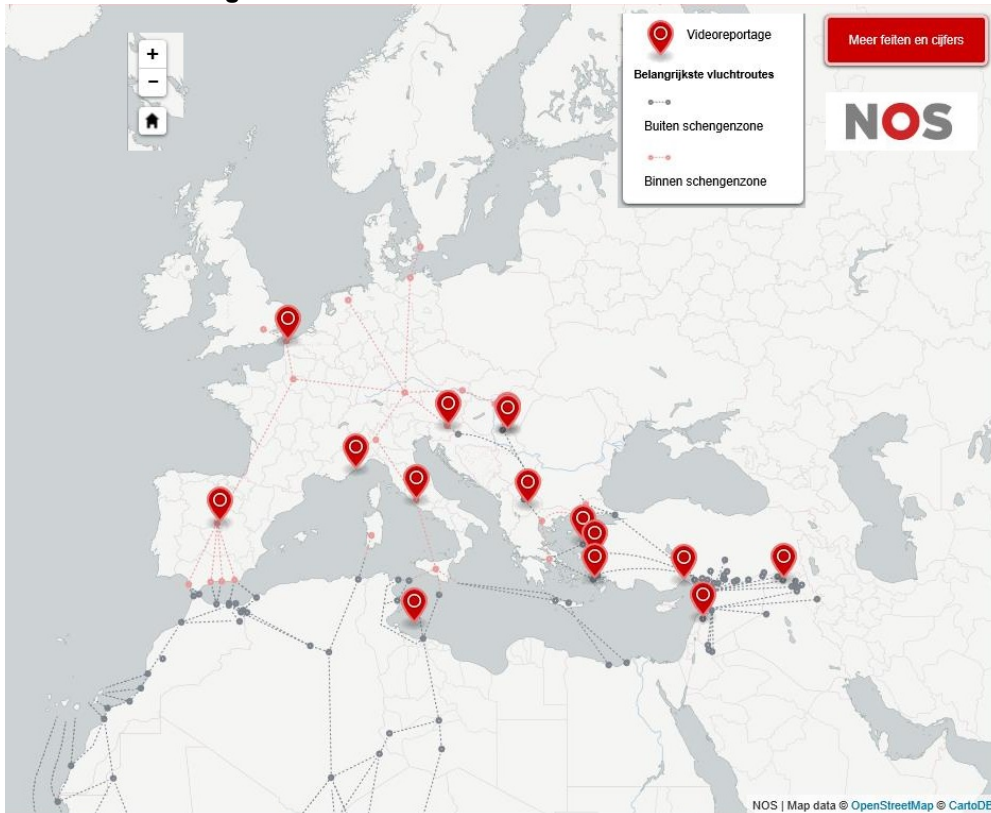 +
−
Videoreportage
Belangrijkste vluchtroutes
Buiten schengenzone
Binnen schengenzone
Meer feiten en cijfers
NOS
NOS | Map data © OpenStreetMap © CartoDB